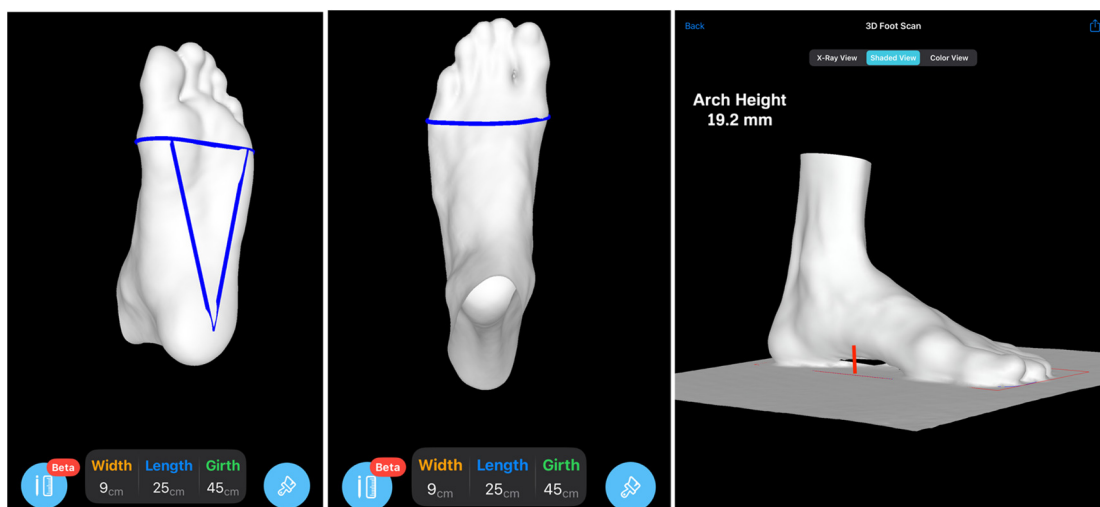 Beta
Width Length Girth
9cm 25cm 45cm
Beta
Width Length Girth
9cm 25cm 45cm
Back 3D Foot Scan
X-Ray View Shaded View Color View
Arch Height
19.2 mm